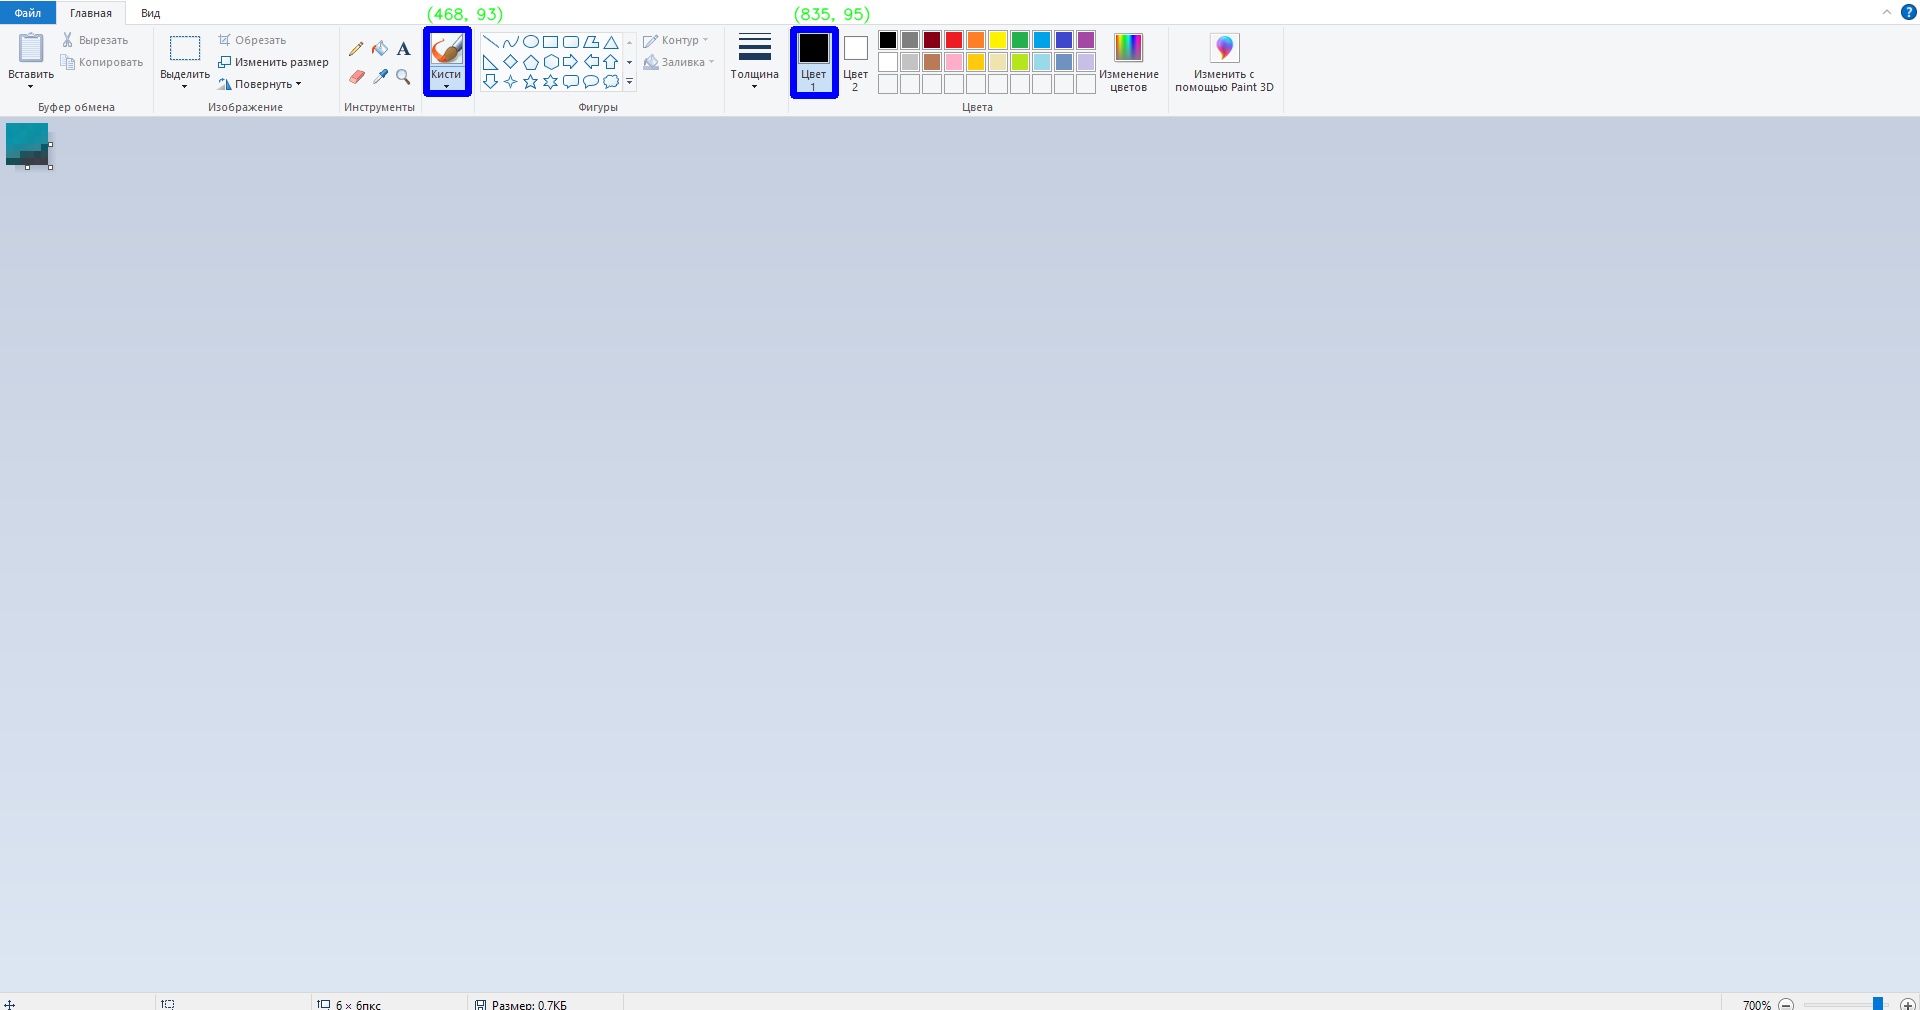 (468, 93) (835, 95)
Файл Главная Вид
Вставить
Вырезать
Копировать
Буфер обмена
Выделить
Обрезать
Изменить размер
Повернуть
Изображение
A
Инструменты
Кисти
Контур
Заливка
Фигуры
Толщина
Цвет
1
Цвет
2
Изменение
цветов
Цвета
Изменить с
помощью Paint 3D
?
6 × 6пкс
Размер: 0,7КБ
700%